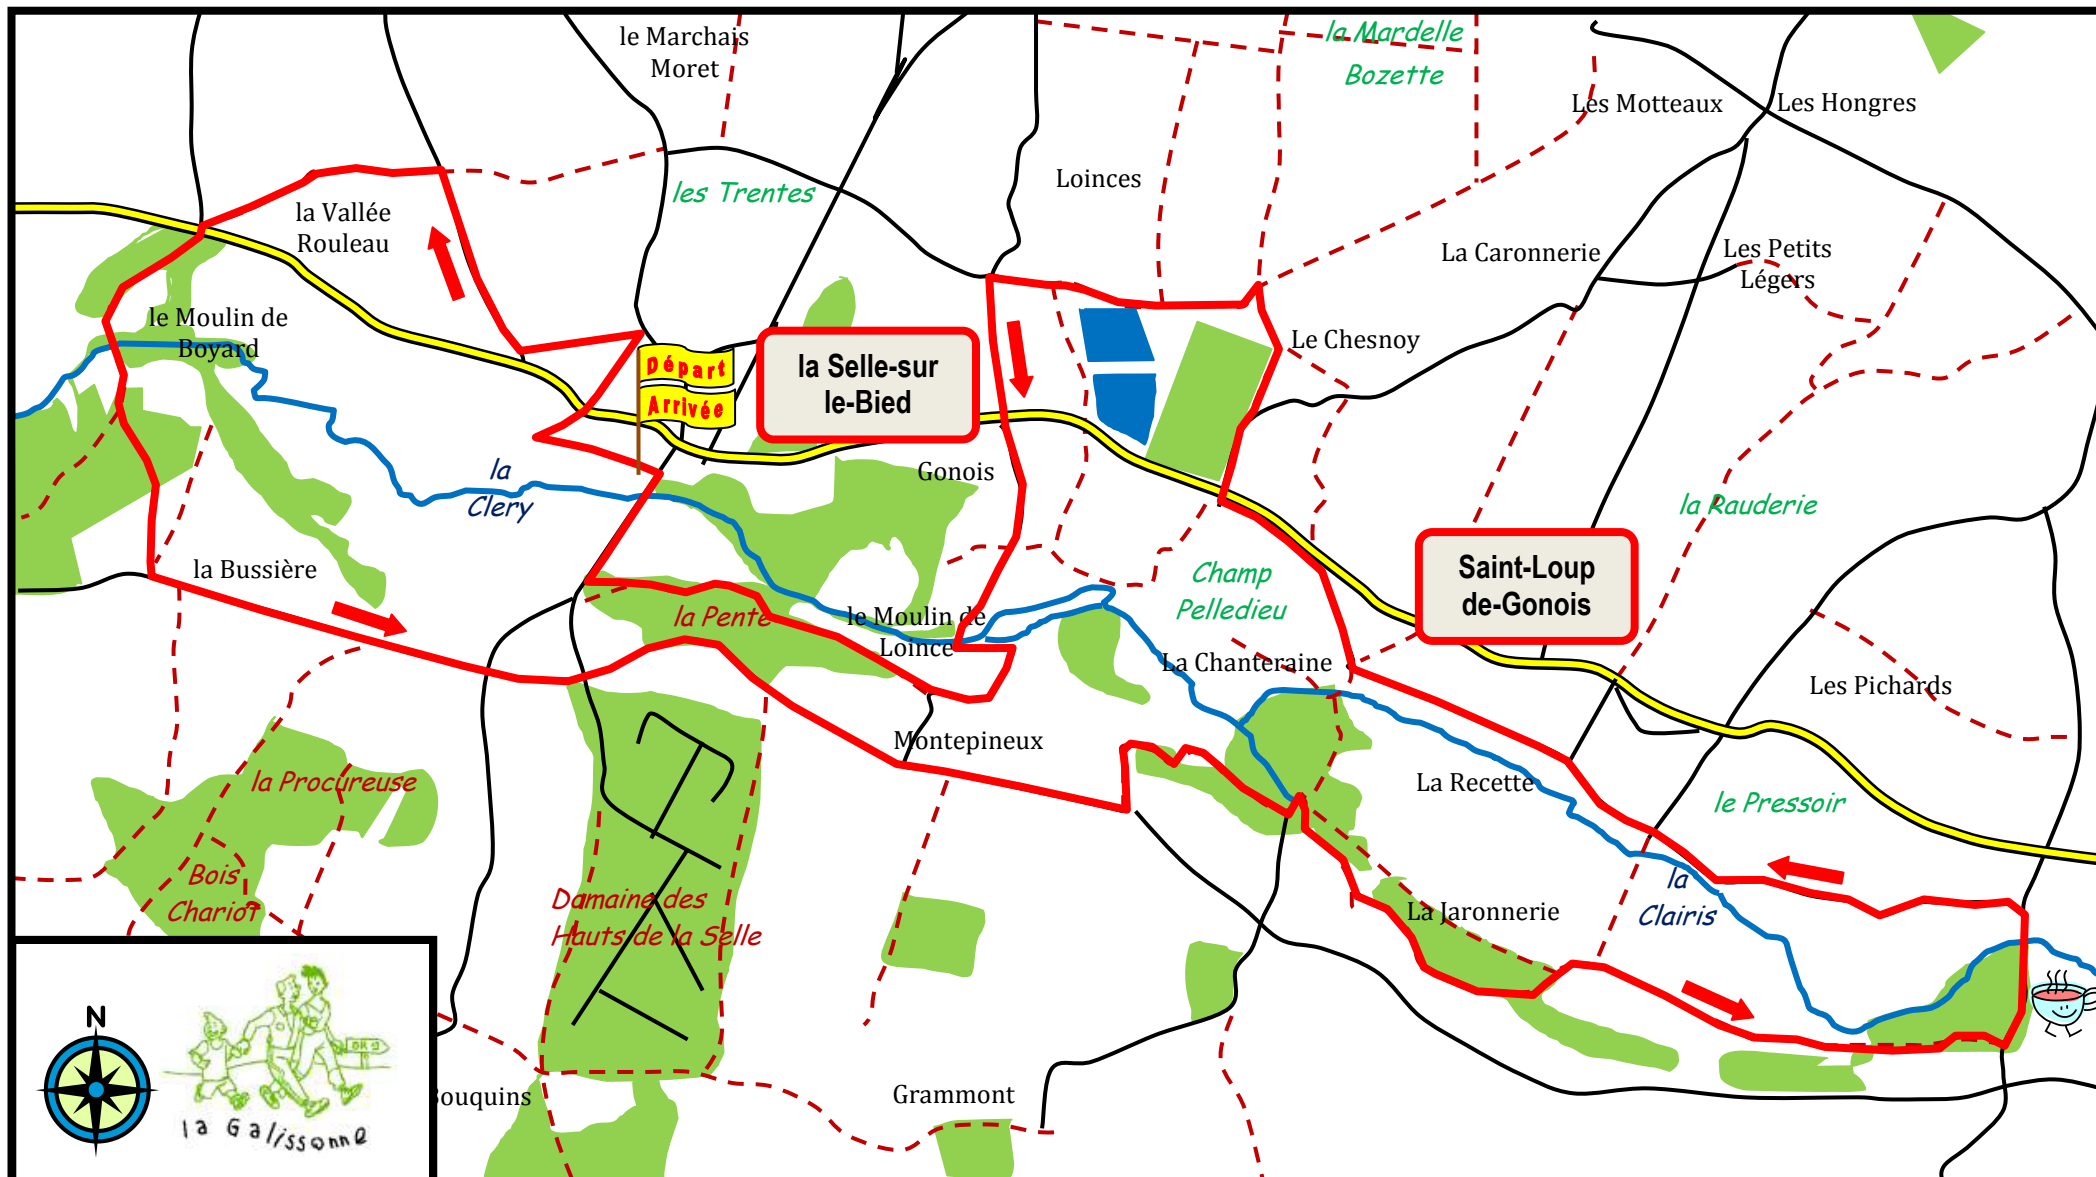 le Marchais
Moret
la Mardelle
Bozette
Les Motteaux
Les Hongres
Loinces
les Trentes
la Vallée
Rouleau
La Caronnerie
Les Petits
Légers
le Moulin de
Boyard
Le Chesnoy
Départ
Arrivée
la Selle-sur
le-Bied
Gonois
la
Clery
la Rauderie
la Bussière
Champ
Pelledieu
Saint-Loup
de-Gonois
la Pente
le Moulin de
Loince
La Chanteraine
Les Pichards
Montepineux
la Procureuse
La Recette
le Pressoir
Bois
Chariot
Damaine des
Hauts de la Selle
La Jaronnerie
la
Clairis
N
GR 13
la Galissonne
ouquins
Grammont